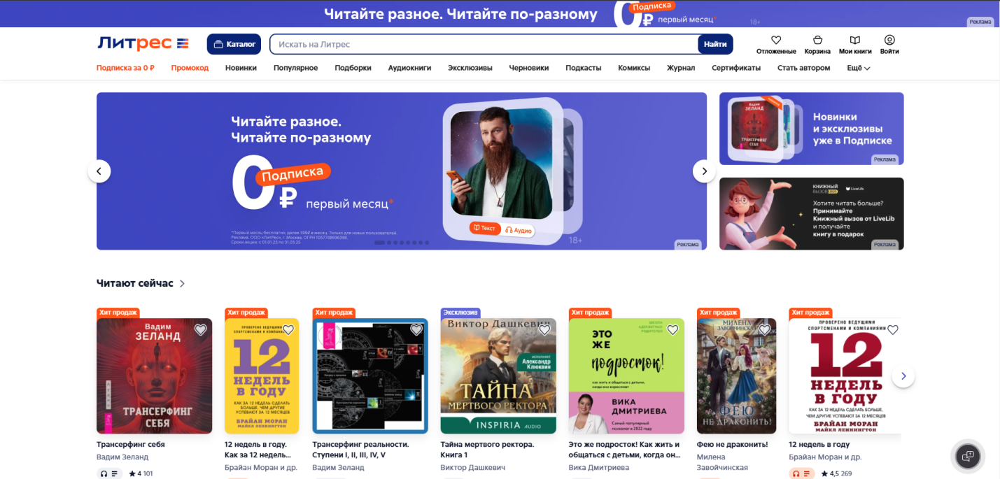 Читайте разное. Читайте по-разному
Подписка
0₽ первый месяц*
18+
Реклама
Литрес
Каталог
Искать на Литрес
Найти
Отложенные
Корзина
Мои книги
Войти
Подписка за 0 ₽
Промокод
Новинки
Популярное
Подборки
Аудиокниги
Эксклюзивы
Черновики
Подкасты
Комиксы
Журнал
Сертификаты
Стать автором
Ещё
Читайте разное.
Читайте по-разному
Подписка
0₽ первый месяц*
*Первый месяц бесплатно, далее 399₽ в месяц. Только для новых пользователей.
Реклама. ООО «ЛитРес», г. Москва, ОГРН 1057748936398.
Сроки акции: с 01.01.25 по 31.03.25
Текст
Аудио
18+
Реклама
Вадим
ЗЕЛАНД
ТРАНСЕРФИНГ
СЕБЯ
Новинки
и эксклюзивы
уже в Подписке
Реклама
КНИЖНЫЙ
ВЫЗОВ 2025
LiveLib
Хотите читать больше?
Принимайте
Книжный вызов от LiveLib
и получайте
книгу в подарок
Реклама
Читают сейчас
Хит продаж
Вадим
ЗЕЛАНД
ТРАНСЕРФИНГ
СЕБЯ
Трансерфинг себя
Вадим Зеланд
4 101
Хит продаж
ПРОВЕРЕНО ВЕДУЩИМИ
СПОРТСМЕНАМИ И КОМПАНИЯМИ
12
НЕДЕЛЬ
В ГОДУ
КАК ЗА 12 НЕДЕЛЬ СДЕЛАТЬ
БОЛЬШЕ, ЧЕМ ДРУГИЕ
УСПЕВАЮТ ЗА 12 МЕСЯЦЕВ
БРАЙАН МОРАН
МАЙКЛ ЛЕННИНГТОН
12 недель в году.
Как за 12 недель...
Брайан Моран и др.
Хит продаж
Трансерфинг реальности.
Ступени I, II, III, IV, V
Вадим Зеланд
Эксклюзив
Виктор Дашкевич
исполняет
Александр
Клюквин
ТАЙНА
МЕРТВОГО РЕКТОРА
INSPIRIA AUDIO
Тайна мертвого ректора.
Книга 1
Виктор Дашкевич
Хит продаж
ЭТО
ЖЕ
подросток!
как жить и общаться с детьми,
когда они взрослеют
ВИКА
ДМИТРИЕВА
Самый популярный
психолог в 2022 году
Это же подросток! Как жить и
общаться с детьми, когда он...
Вика Дмитриева
Хит продаж
МИЛЕНА
ЗАВОЙЧИНСКАЯ
ФЕЮ
НЕ ДРАКОНИТЬ!
Фею не драконить!
Милена
Завойчинская
Хит продаж
ПРОВЕРЕНО ВЕДУЩИМИ
СПОРТСМЕНАМИ И КОМПАНИЯМИ
12
НЕДЕЛЬ
В ГОДУ
КАК ЗА 12 НЕДЕЛЬ СДЕЛАТЬ БОЛЬШЕ,
ЧЕМ ДРУГИЕ УСПЕВАЮТ ЗА 12 МЕСЯЦЕВ
БРАЙАН МОРАН
МАЙКЛ ЛЕННИНГТОН
12 недель в году
Брайан Моран и др.
4,5 269